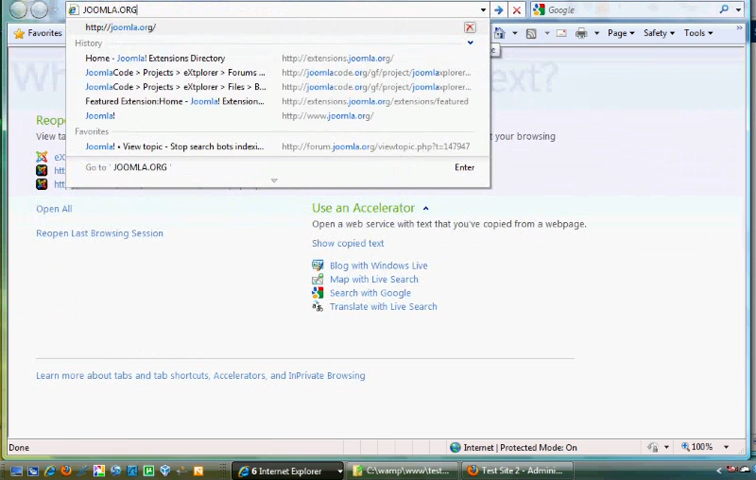 JOOMLA.ORG
Google
http://joomla.org/
Favorites
Page
Safety
Tools
History
Home - Joomla! Extensions Directory http://extensions.joomla.org/
JoomlaCode > Projects > eXtplorer > Forums ... http://joomlacode.org/gf/project/joomlaxplorer...
JoomlaCode > Projects > eXtplorer > Files > B... http://joomlacode.org/gf/project/joomlaxplorer...
Featured Extension:Home - Joomla! Extension... http://extensions.joomla.org/extensions/featured
Joomla! http://www.joomla.org/
Favorites
Joomla! • View topic - Stop search bots indexi... http://forum.joomla.org/viewtopic.php?t=147947
Go to ' JOOMLA.ORG ' Enter
text?
Reop
View ta
your browsing
eX
htt
htt
Open All
Reopen Last Browsing Session
Use an Accelerator
Open a web service with text that you've copied from a webpage.
Show copied text
Blog with Windows Live
Map with Live Search
Search with Google
Translate with Live Search
Learn more about tabs and tab shortcuts, Accelerators, and InPrivate Browsing
Done
Internet | Protected Mode: On
100%
6 Internet Explorer
C:\wamp\www\test...
Test Site 2 - Admini...